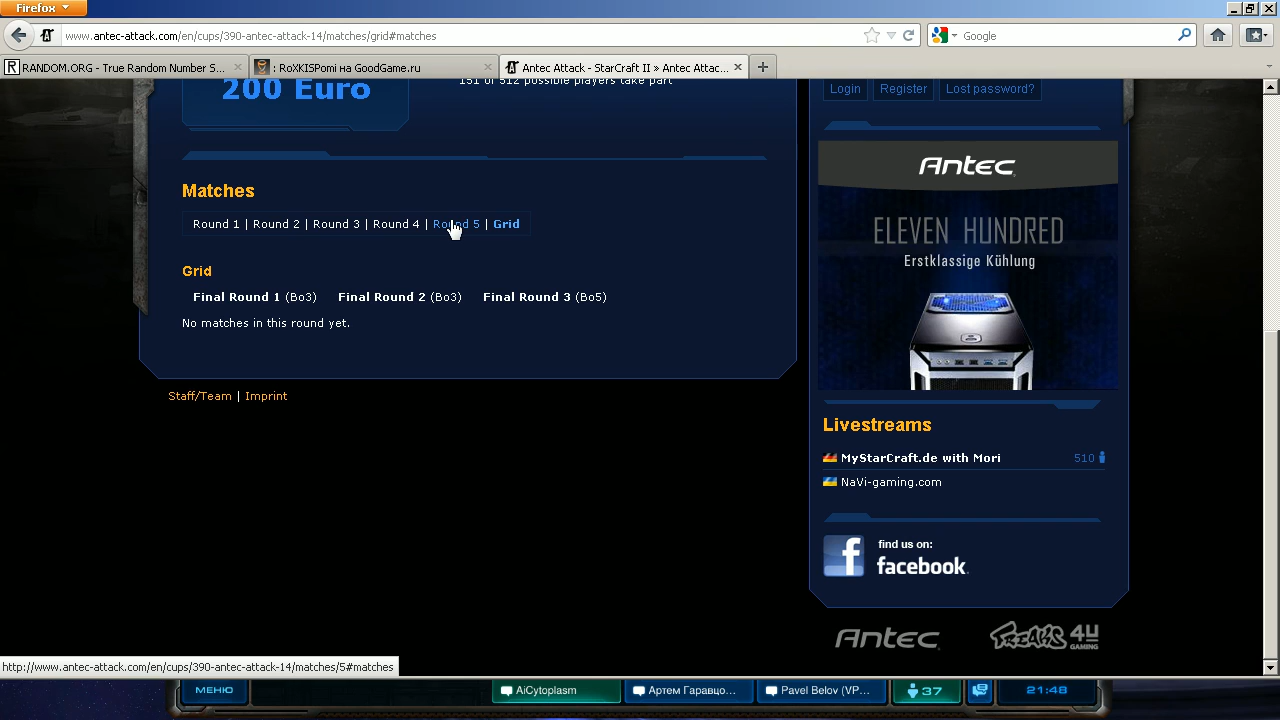 Firefox
www.antec-attack.com/en/cups/390-antec-attack-14/matches/grid#matches
Google
RANDOM.ORG - True Random Number S...
: RoXKISPomi на GoodGame.ru
Antec Attack - StarCraft II » Antec Attac...
200 Euro
151 of 512 possible players take part
Login
Register
Lost password?
Matches
Round 1 | Round 2 | Round 3 | Round 4 | Round 5 | Grid
Grid
Final Round 1 (Bo3) Final Round 2 (Bo3) Final Round 3 (Bo5)
No matches in this round yet.
Staff/Team | Imprint
Antec
ELEVEN HUNDRED
Erstklassige Kühlung
Livestreams
MyStarCraft.de with Mori 510
NaVi-gaming.com
find us on:
facebook
Antec
FREAKS 4U
GAMING
http://www.antec-attack.com/en/cups/390-antec-attack-14/matches/5#matches
МЕНЮ
AiCytoplasm
Артем Гаравцо...
Pavel Belov (VP...
37
21:48